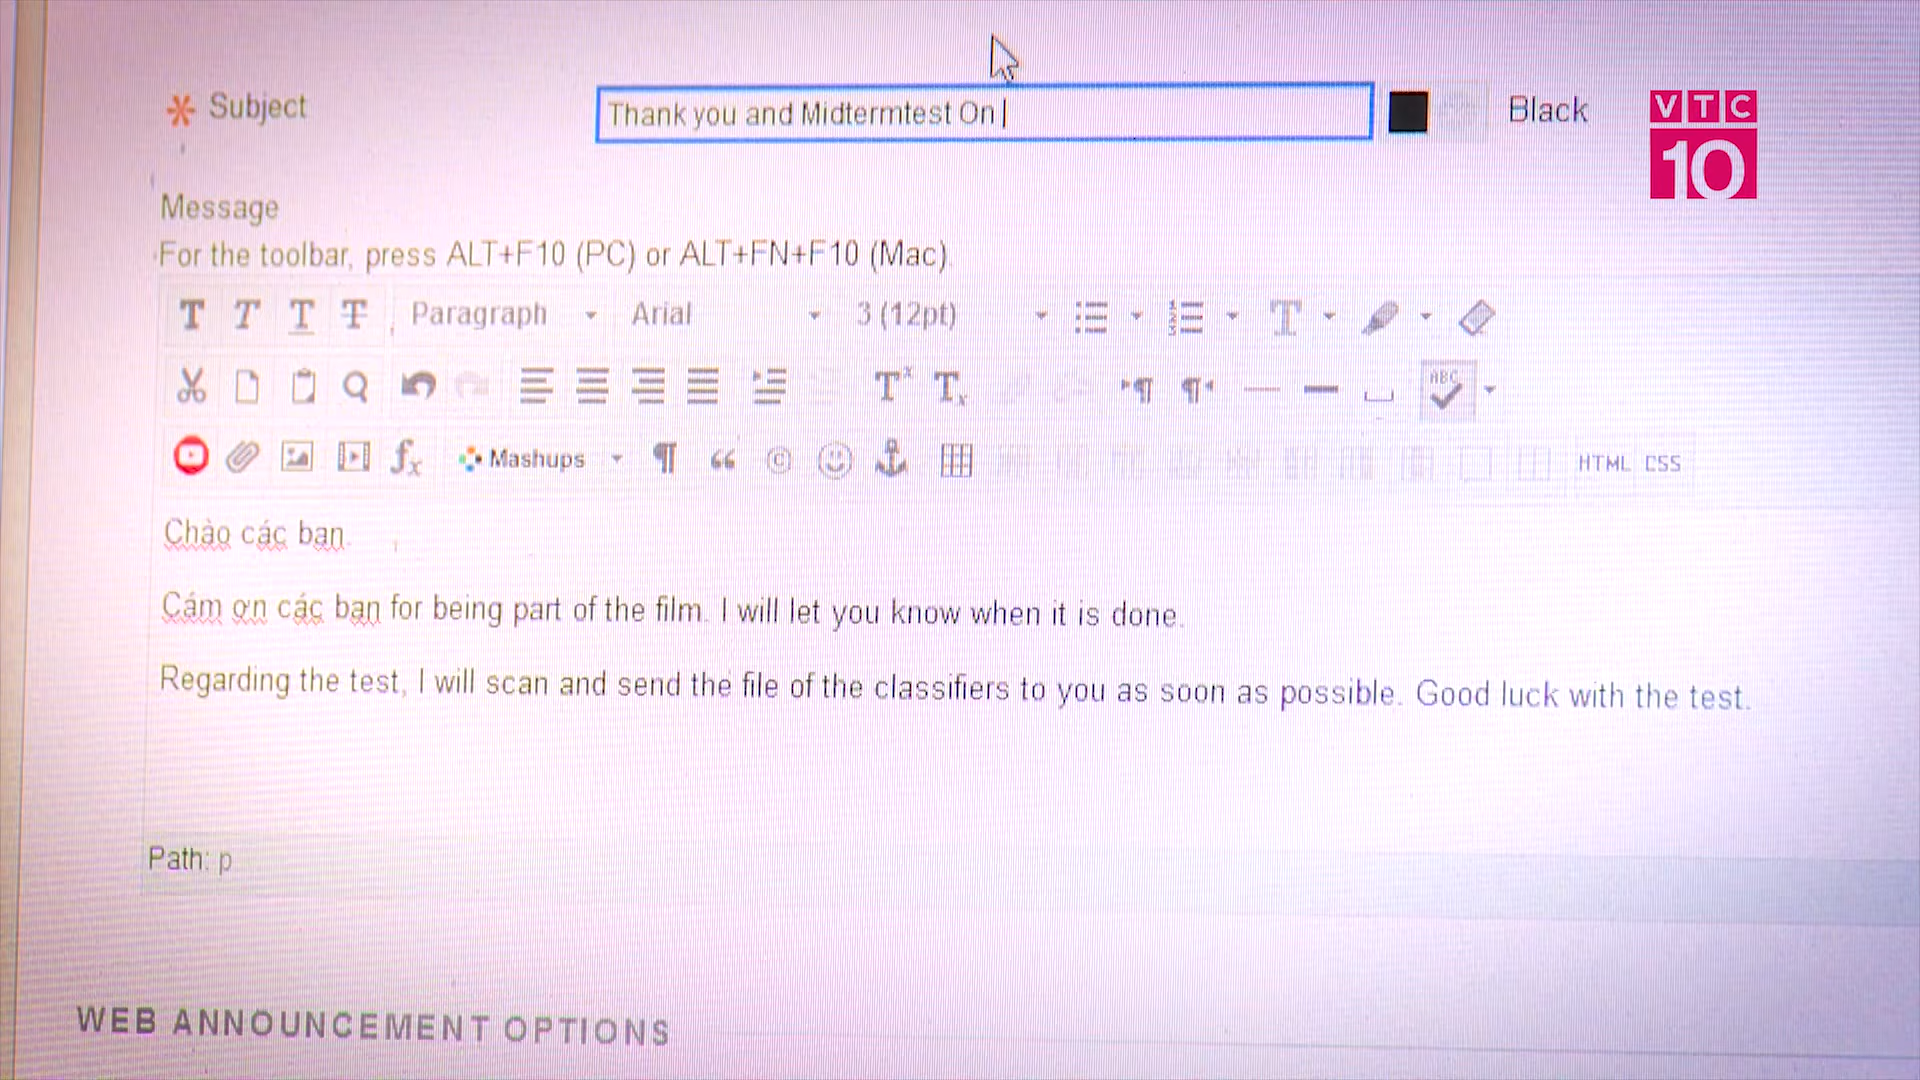 Subject
Thank you and Midtermtest On
Black
VTC
10
Message
For the toolbar, press ALT+F10 (PC) or ALT+FN+F10 (Mac).
T T T T Paragraph Arial 3 (12pt) T
Tx Tx ABC
fx Mashups HTML CSS
Chào các bạn.
Cám ơn các bạn for being part of the film. I will let you know when it is done.
Regarding the test, I will scan and send the file of the classifiers to you as soon as possible. Good luck with the test.
Path: p
WEB ANNOUNCEMENT OPTIONS